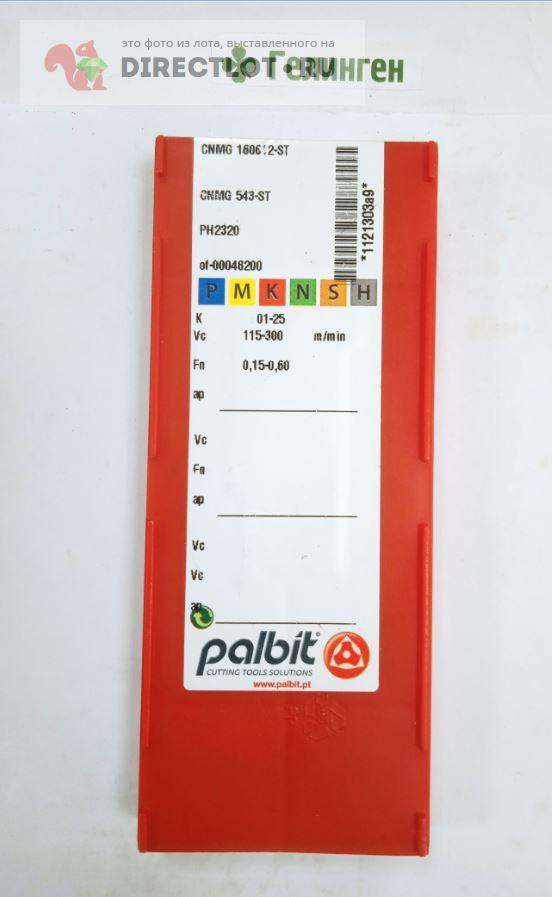 это фото из лота, выставленного на
DIRECTLOT.RU
Гелинген
CNMG 160612-ST
CNMG 543-ST
PH2320
of-00048200
*1121303a9*
P M K N S H
K 01-25
Vc 115-300 m/min
Fn 0,15-0,60
ap
Vc
Fn
ap
Vc
Vc
ap
palbit
CUTTING TOOLS SOLUTIONS
www.palbit.pt